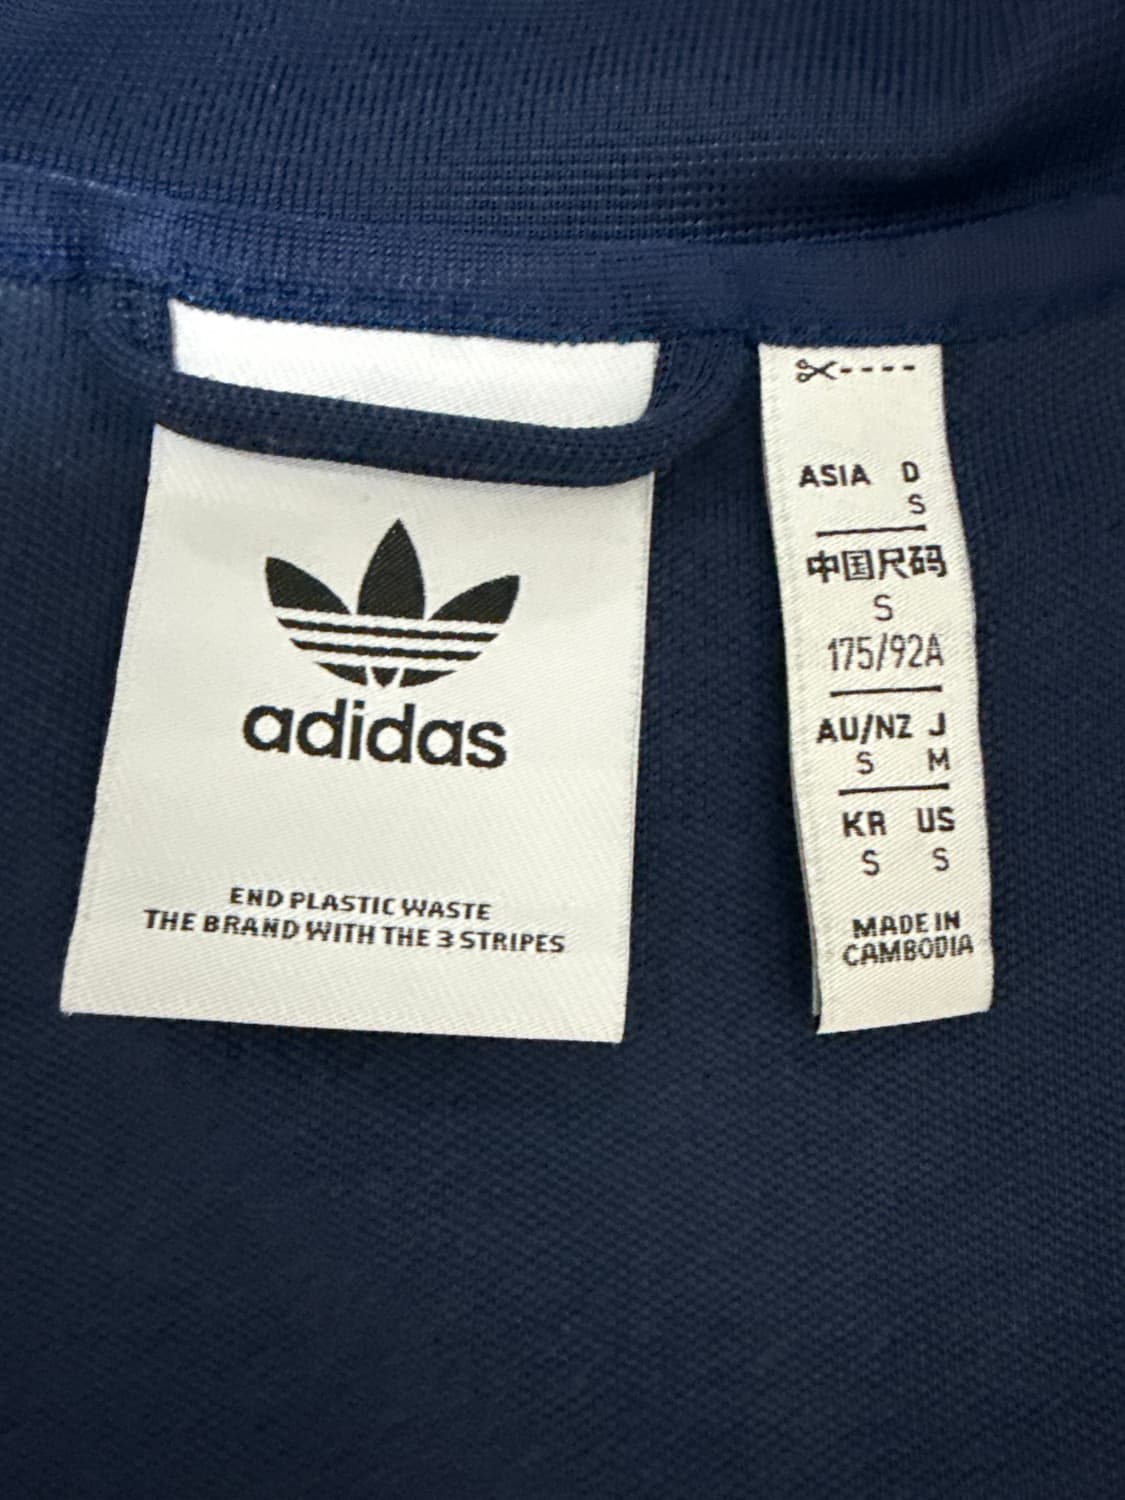 adidas
END PLASTIC WASTE
THE BRAND WITH THE 3 STRIPES
ASIA D
S
中国尺码
S
175/92A
AU/NZ J
S M
KR US
S S
MADE IN
CAMBODIA